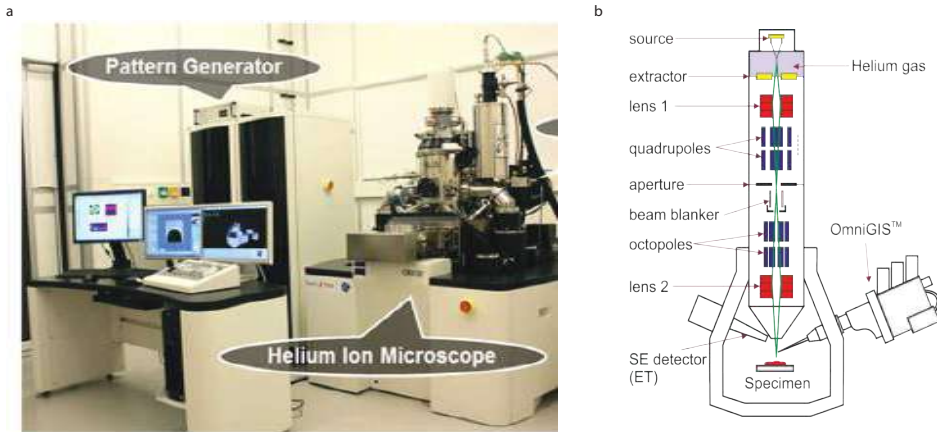 a
Pattern Generator
Helium Ion Microscope
b
source
Helium gas
extractor
lens 1
quadrupoles
aperture
beam blanker
OmniGIS™
octopoles
lens 2
SE detector
(ET)
Specimen